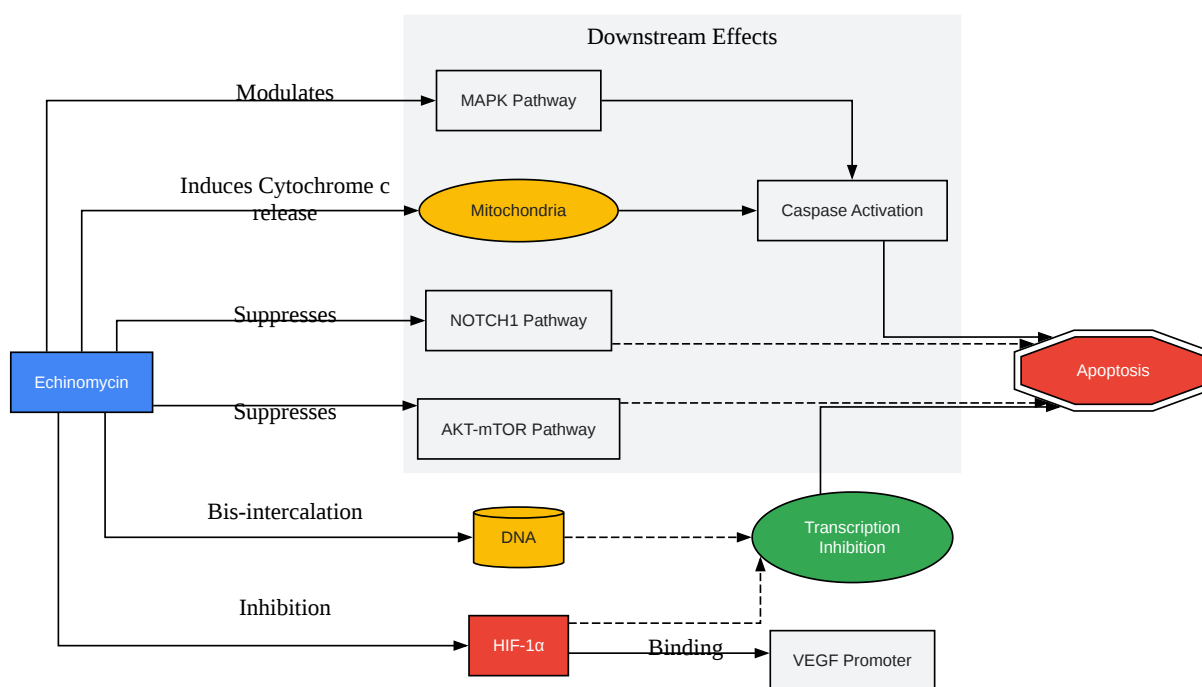 Downstream Effects
Modulates
MAPK Pathway
Induces Cytochrome c
release
Mitochondria
Caspase Activation
Suppresses
NOTCH1 Pathway
Echinomycin
Apoptosis
Suppresses
AKT-mTOR Pathway
Bis-intercalation
DNA
Transcription
Inhibition
Inhibition
HIF-1α
Binding
VEGF Promoter